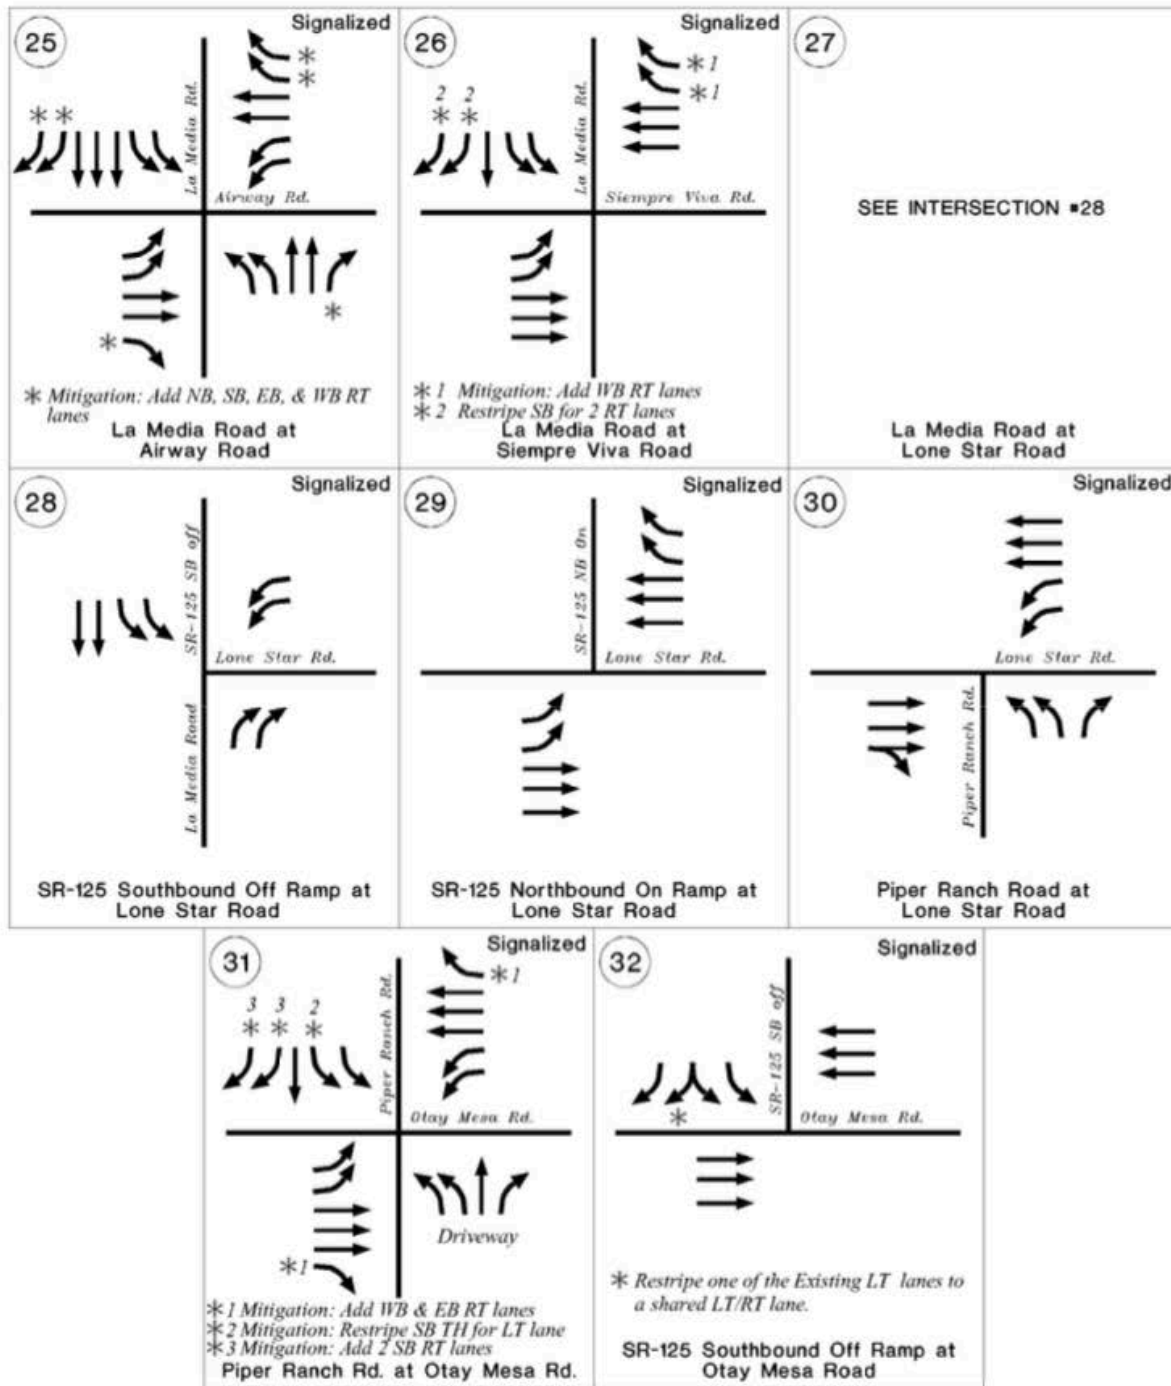 25
Signalized
La Media Rd.
* *
*
*
Airway Rd.
*
*
* Mitigation: Add NB, SB, EB, & WB RT
lanes
La Media Road at
Airway Road
26
Signalized
La Media Rd.
2 2
* *
* 1
* 1
Siempre Viva Rd.
* 1 Mitigation: Add WB RT lanes
* 2 Restripe SB for 2 RT lanes
La Media Road at
Siempre Viva Road
27
SEE INTERSECTION #28
La Media Road at
Lone Star Road
28
Signalized
SR-125 SB off
Lone Star Rd.
La Media Road
SR-125 Southbound Off Ramp at
Lone Star Road
29
Signalized
SR-125 NB On
Lone Star Rd.
SR-125 Northbound On Ramp at
Lone Star Road
30
Signalized
Lone Star Rd.
Piper Ranch Rd.
Piper Ranch Road at
Lone Star Road
31
Signalized
Piper Ranch Rd.
3 3 2
* * *
* 1
Otay Mesa Rd.
Driveway
* 1
* 1 Mitigation: Add WB & EB RT lanes
* 2 Mitigation: Restripe SB TH for LT lane
* 3 Mitigation: Add 2 SB RT lanes
Piper Ranch Rd. at Otay Mesa Rd.
32
Signalized
SR-125 SB off
*
Otay Mesa Rd.
* Restripe one of the Existing LT lanes to
a shared LT/RT lane.
SR-125 Southbound Off Ramp at
Otay Mesa Road